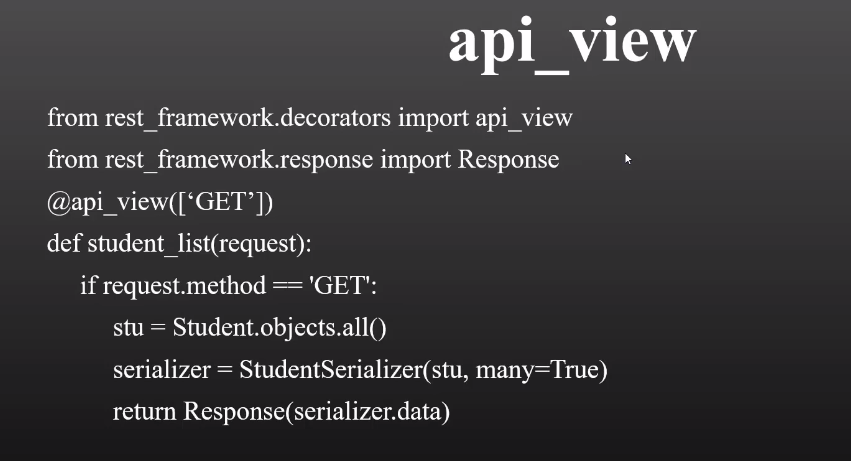 api_view
from rest_framework.decorators import api_view
from rest_framework.response import Response
@api_view([‘GET’])
def student_list(request):
if request.method == 'GET':
stu = Student.objects.all()
serializer = StudentSerializer(stu, many=True)
return Response(serializer.data)